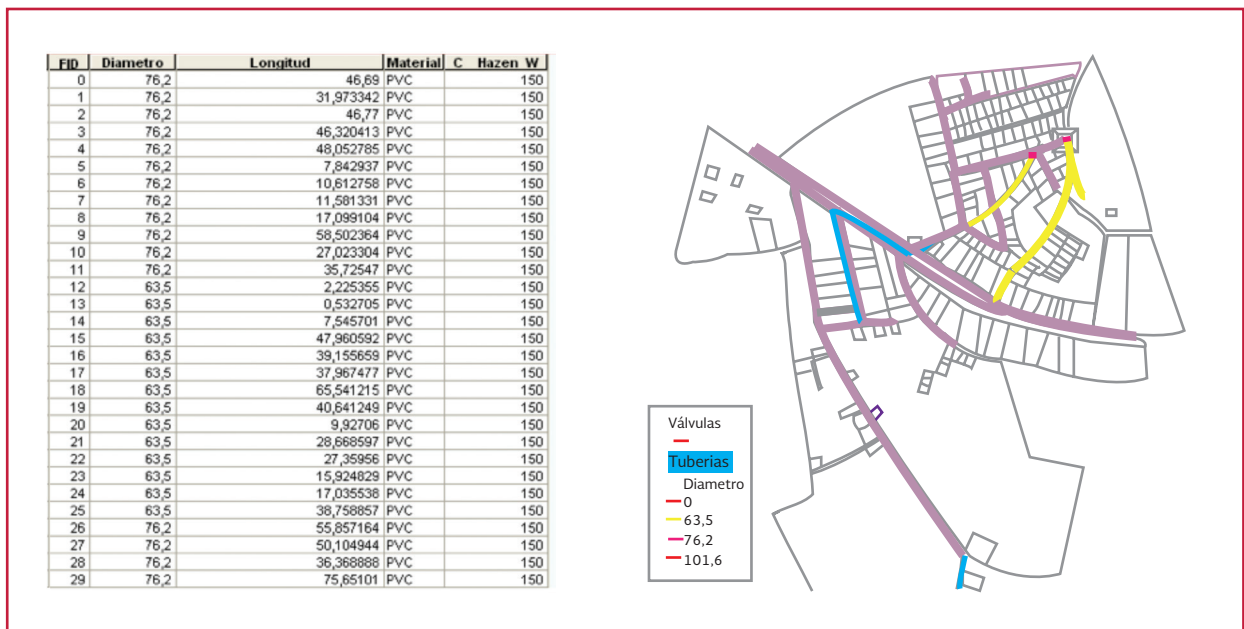 FID Diametro Longitud Material C Hazen W
0 76,2 46,69 PVC 150
1 76,2 31,973342 PVC 150
2 76,2 46,77 PVC 150
3 76,2 46,320413 PVC 150
4 76,2 48,052785 PVC 150
5 76,2 7,842937 PVC 150
6 76,2 10,612758 PVC 150
7 76,2 11,581331 PVC 150
8 76,2 17,099104 PVC 150
9 76,2 58,502364 PVC 150
10 76,2 27,023304 PVC 150
11 76,2 35,72547 PVC 150
12 63,5 2,225355 PVC 150
13 63,5 0,532705 PVC 150
14 63,5 7,545701 PVC 150
15 63,5 47,960592 PVC 150
16 63,5 39,155659 PVC 150
17 63,5 37,967477 PVC 150
18 63,5 65,541215 PVC 150
19 63,5 40,641249 PVC 150
20 63,5 9,92706 PVC 150
21 63,5 28,668597 PVC 150
22 63,5 27,35956 PVC 150
23 63,5 15,924829 PVC 150
24 63,5 17,035538 PVC 150
25 63,5 38,758857 PVC 150
26 76,2 55,857164 PVC 150
27 76,2 50,104944 PVC 150
28 76,2 36,368888 PVC 150
29 76,2 75,65101 PVC 150
Válvulas
Tuberias
Diametro
0
63,5
76,2
101,6